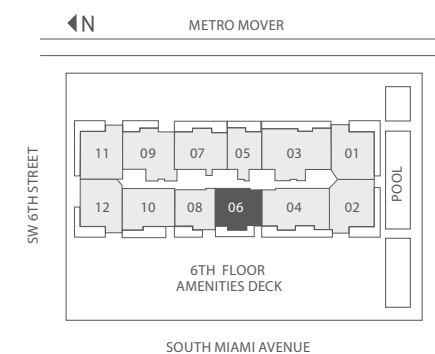 N
METRO MOVER
SW 6TH STREET
11 09 07 05 03 01
POOL
12 10 08 06 04 02
6TH FLOOR
AMENITIES DECK
SOUTH MIAMI AVENUE